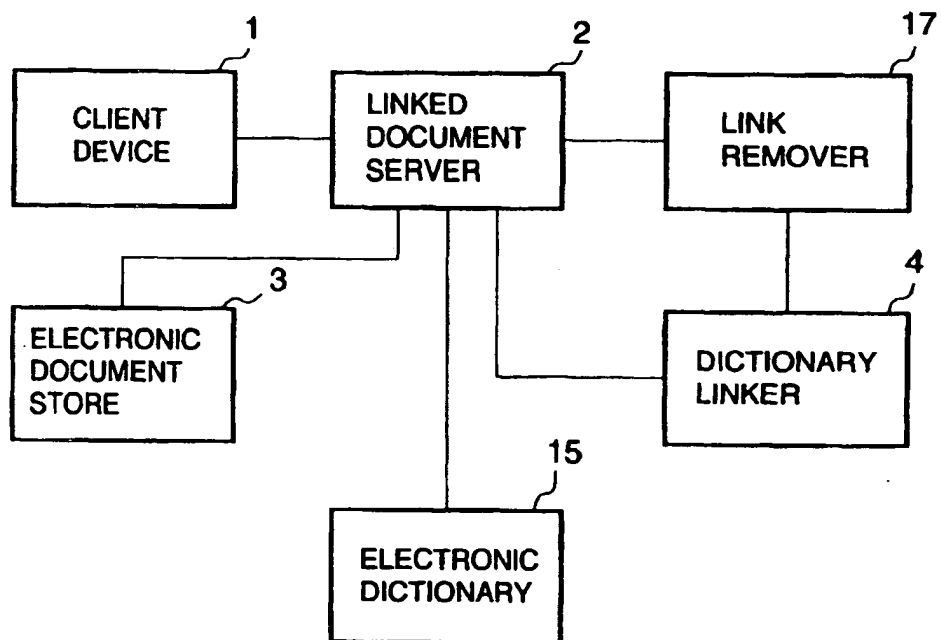 1
CLIENT
DEVICE
2
LINKED
DOCUMENT
SERVER
17
LINK
REMOVER
3
ELECTRONIC
DOCUMENT
STORE
4
DICTIONARY
LINKER
15
ELECTRONIC
DICTIONARY